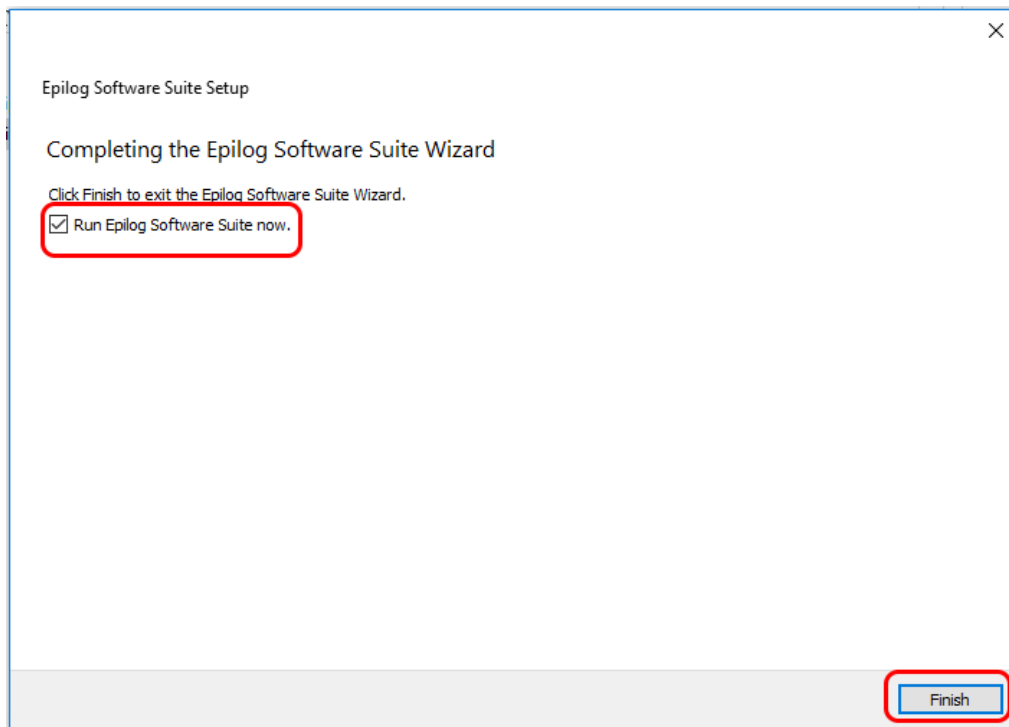 Epilog Software Suite Setup
Completing the Epilog Software Suite Wizard
Click Finish to exit the Epilog Software Suite Wizard.
Run Epilog Software Suite now.
Finish